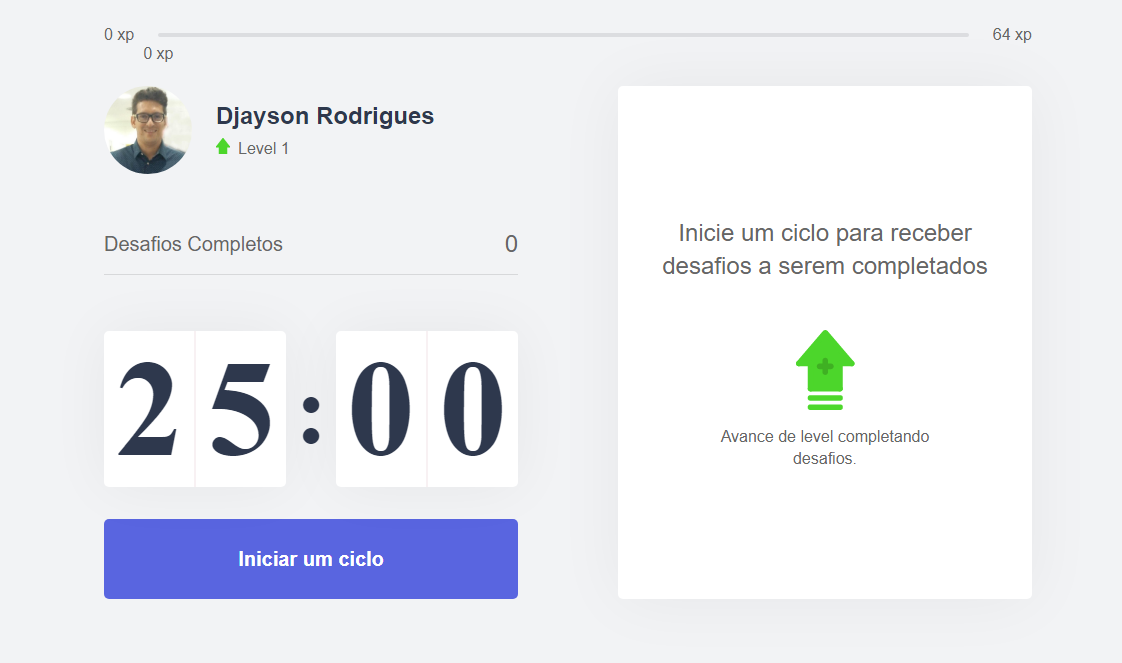 0 xp
64 xp
0 xp
Djayson Rodrigues
Level 1
Desafios Completos
0
25:00
Iniciar um ciclo
Inicie um ciclo para receber
desafios a serem completados
Avance de level completando
desafios.